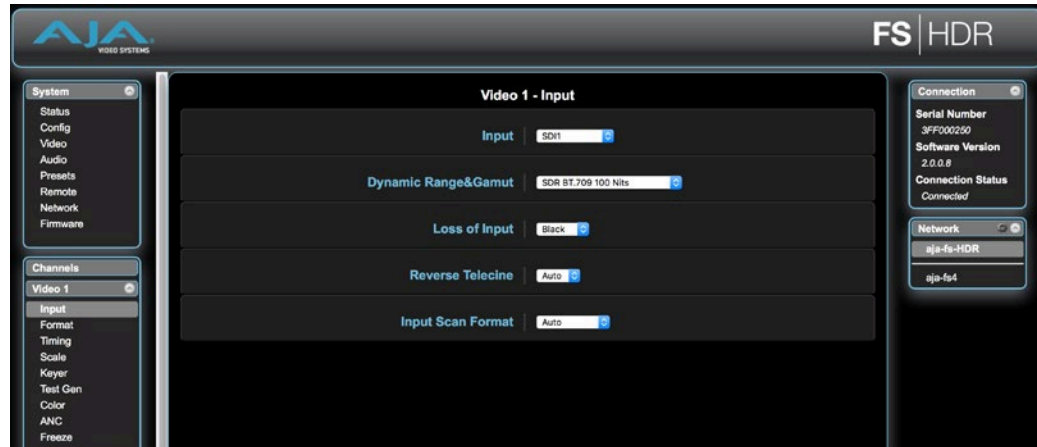 AJA
VIDEO SYSTEMS
FS|HDR
System
Status
Config
Video
Audio
Presets
Remote
Network
Firmware
Channels
Video 1
Input
Format
Timing
Scale
Keyer
Test Gen
Color
ANC
Freeze
Video 1 - Input
Input SDI1
Dynamic Range&Gamut SDR BT.709 100 Nits
Loss of Input Black
Reverse Telecine Auto
Input Scan Format Auto
Connection
Serial Number
3FF000250
Software Version
2.0.0.8
Connection Status
Connected
Network
aja-fs-HDR
aja-fs4